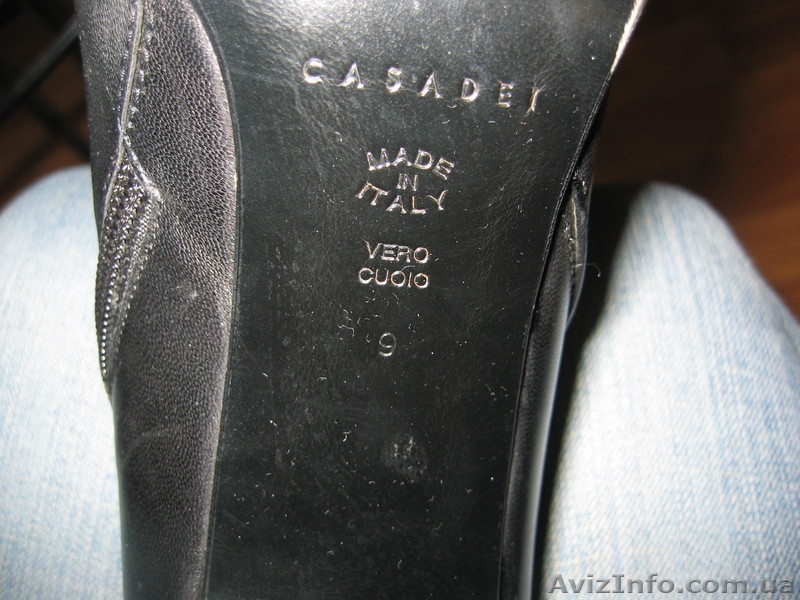 CASADEI
MADE
IN
ITALY
VERO
CUOIO
9
AvizInfo.com.ua